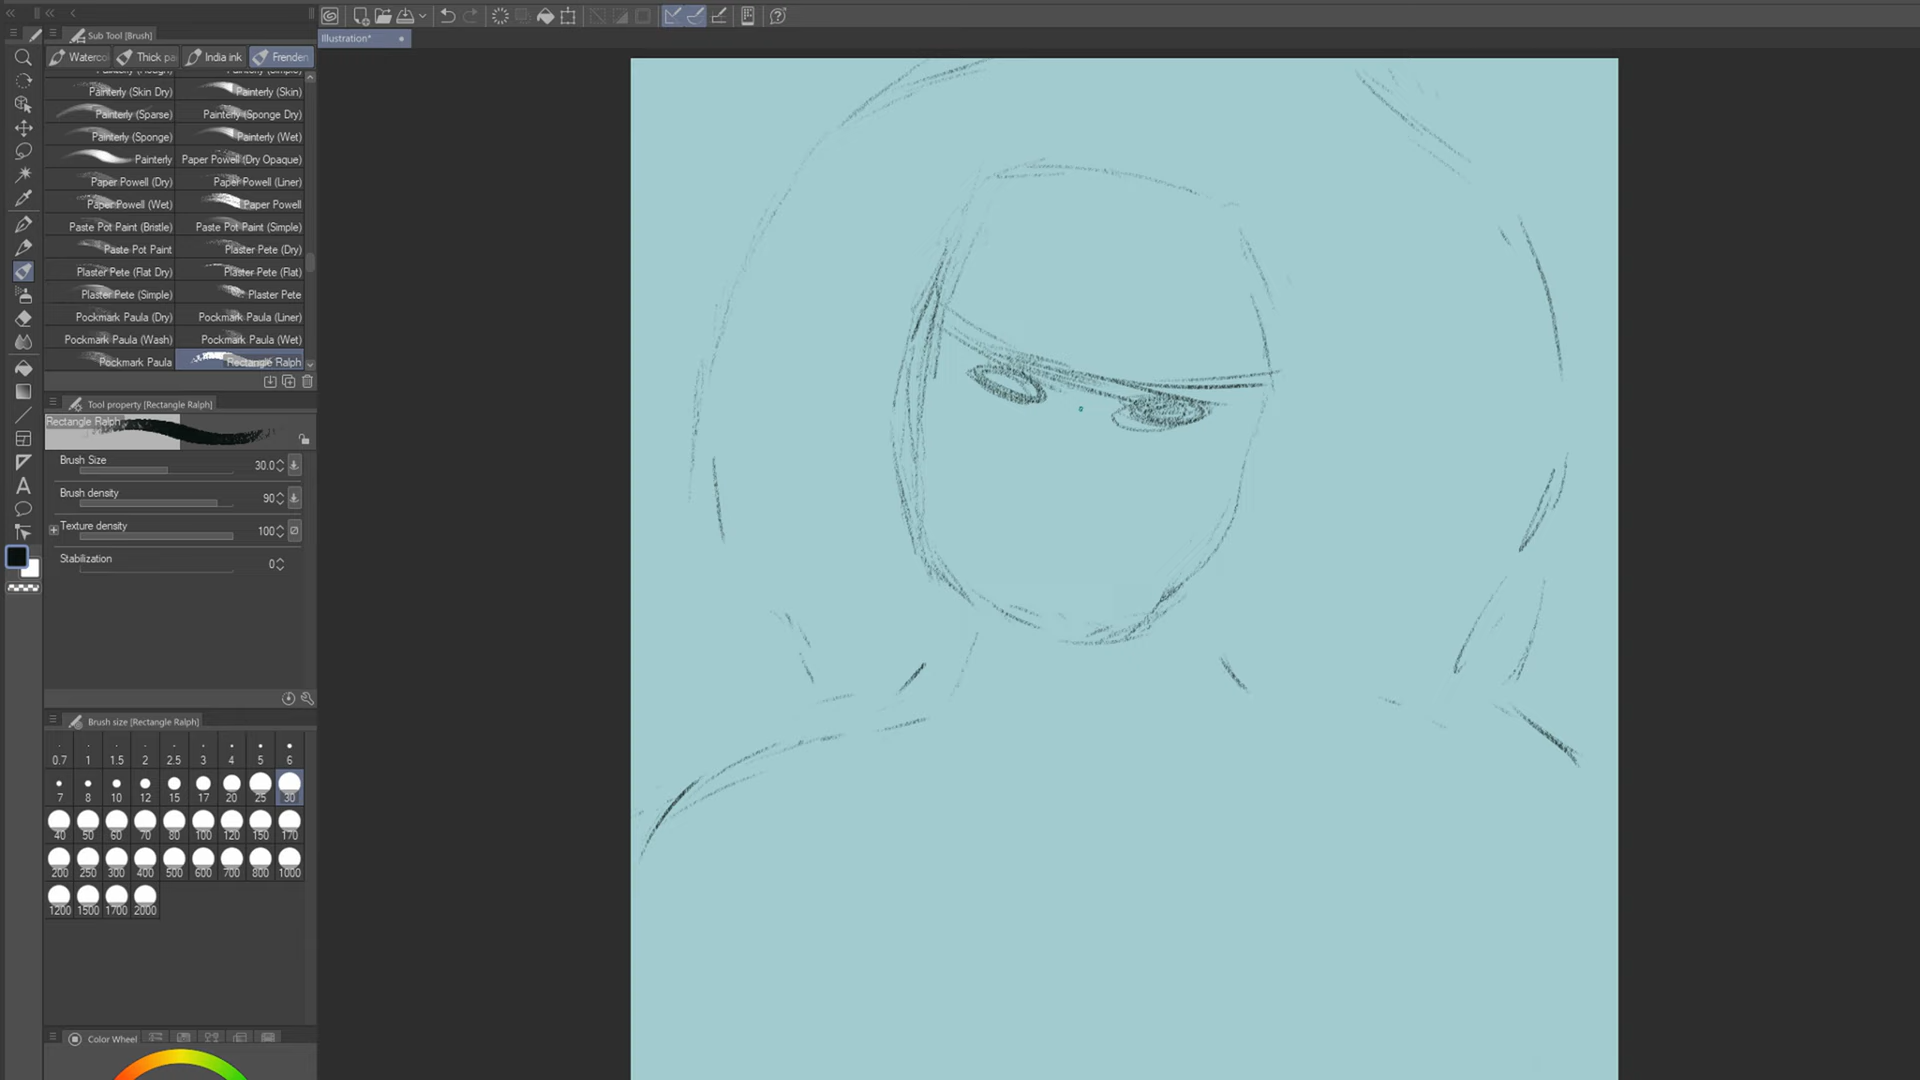 Sub Tool [Brush]
Illustration*
Waterco Thick pa India ink Frenden
Painterly (Rough) Painterly (Simple)
Painterly (Skin Dry) Painterly (Skin)
Painterly (Sparse) Painterly (Sponge Dry)
Painterly (Sponge) Painterly (Wet)
Painterly Paper Powell (Dry Opaque)
Paper Powell (Dry) Paper Powell (Liner)
Paper Powell (Wet) Paper Powell
Paste Pot Paint (Bristle) Paste Pot Paint (Simple)
Paste Pot Paint Plaster Pete (Dry)
Plaster Pete (Flat Dry) Plaster Pete (Flat)
Plaster Pete (Simple) Plaster Pete
Pockmark Paula (Dry) Pockmark Paula (Liner)
Pockmark Paula (Wash) Pockmark Paula (Wet)
Pockmark Paula Rectangle Ralph
Tool property [Rectangle Ralph]
Rectangle Ralph
Brush Size 30.0
Brush density 90
Texture density 100
Stabilization 0
Brush size [Rectangle Ralph]
0.7 1 1.5 2 2.5 3 4 5 6
7 8 10 12 15 17 20 25 30
40 50 60 70 80 100 120 150 170
200 250 300 400 500 600 700 800 1000
1200 1500 1700 2000
Color Wheel